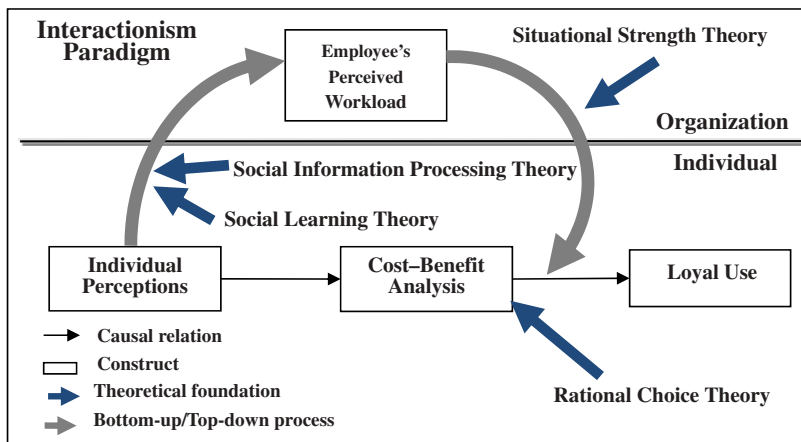 Interactionism
Paradigm
Employee's
Perceived
Workload
Situational Strength Theory
Organization
Individual
Social Information Processing Theory
Social Learning Theory
Individual
Perceptions
Cost–Benefit
Analysis
Loyal Use
Causal relation
Construct
Theoretical foundation
Bottom-up/Top-down process
Rational Choice Theory